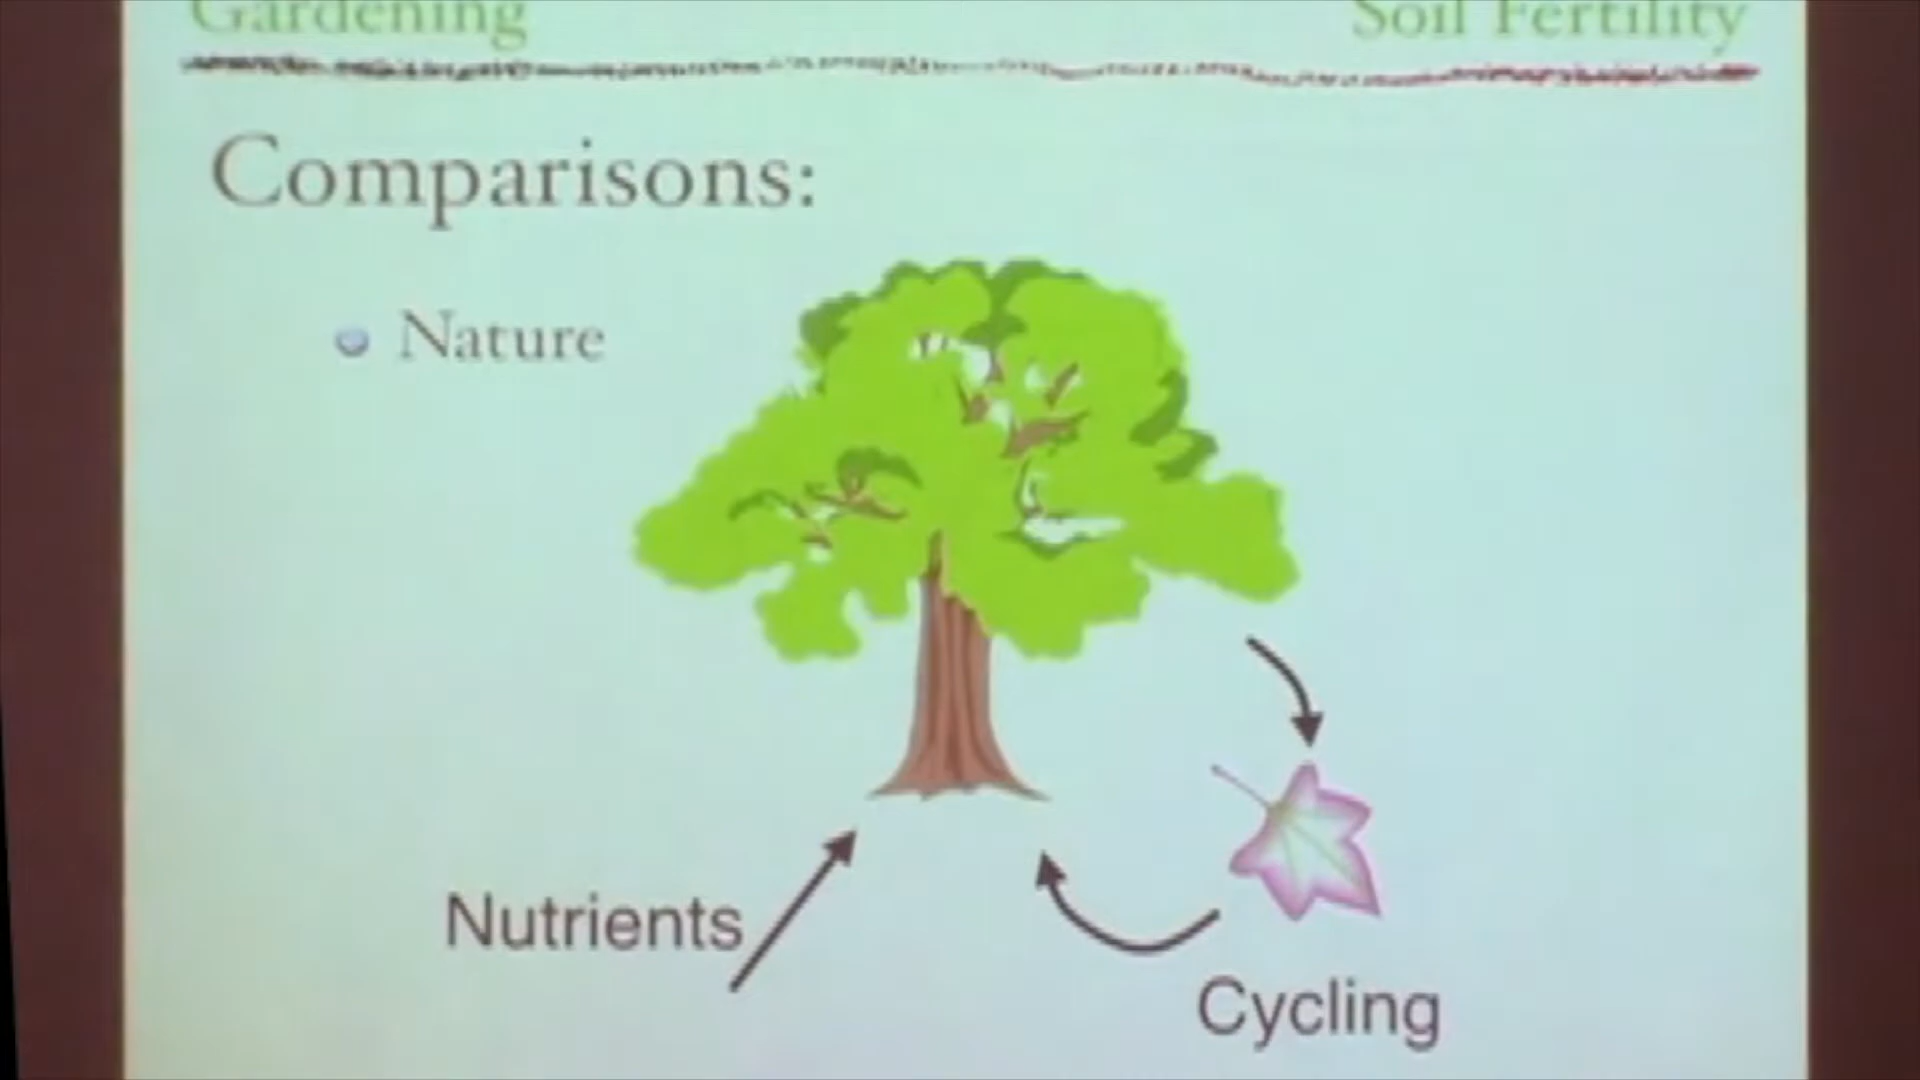 Gardening Soil Fertility
Comparisons:
Nature
Nutrients
Cycling